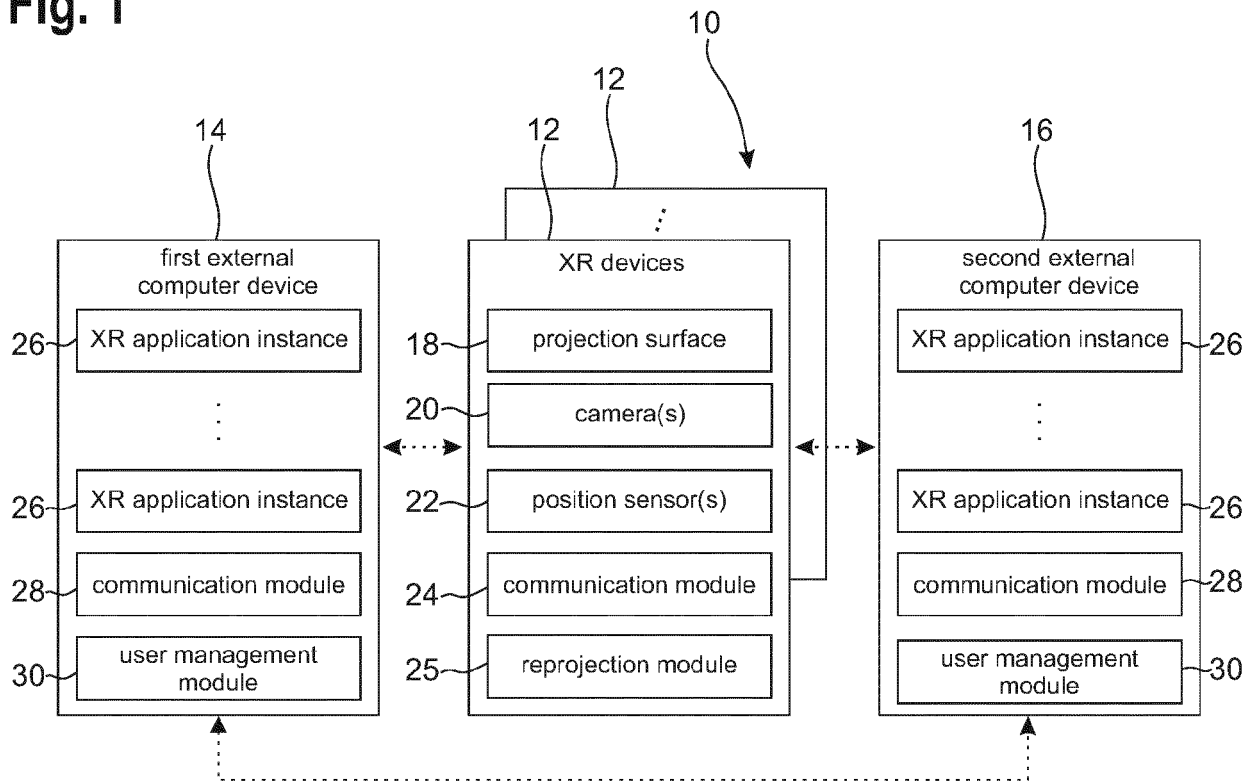 Fig. 1
10
12
12
14
16
first external
computer device
XR application instance
26
XR application instance
26
communication module
28
user management
module
30
XR devices
projection surface
18
camera(s)
20
position sensor(s)
22
communication module
24
reprojection module
25
second external
computer device
XR application instance
26
XR application instance
26
communication module
28
user management
module
30